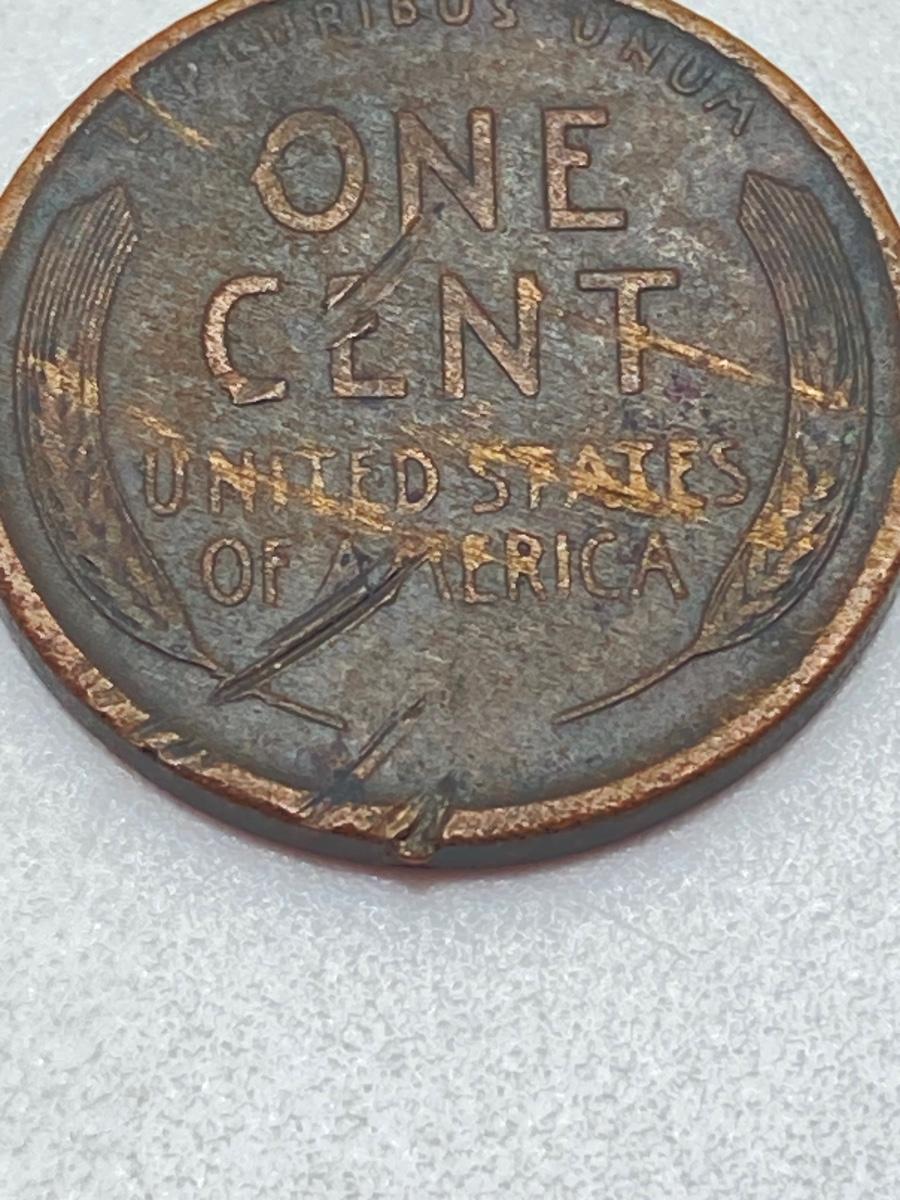 E PLURIBUS UNUM
ONE
CENT
UNITED STATES
OF AMERICA